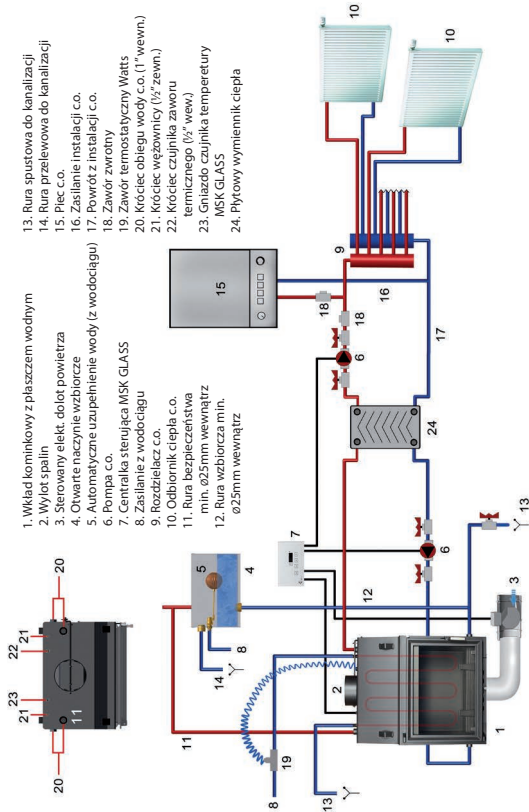 1. Wkład kominkowy z płaszczem wodnym
2. Wylot spalin
3. Sterowany elekt. dolot powietrza
4. Otwarte naczynie wzbiorcze
5. Automatyczne uzupełnienie wody (z wodociągu)
6. Pompa c.o.
7. Centralka sterująca MSK GLASS
8. Zasilanie z wodociągu
9. Rozdzielacz c.o.
10. Odbiornik ciepła c.o.
11. Rura bezpieczeństwa
min. ø25mm wewnątrz
12. Rura wzbiorcza min.
ø25mm wewnątrz
13. Rura spustowa do kanalizacji
14. Rura przelewowa do kanalizacji
15. Piec c.o.
16. Zasilanie instalacji c.o.
17. Powrót z instalacji c.o.
18. Zawór zwrotny
19. Zawór termostatyczny Watts
20. Króciec obiegu wody c.o. (1" wewn.)
21. Króciec wężownicy (½" zewn.)
22. Króciec czujnika zaworu
termicznego (½" wew.)
23. Gniazdo czujnika temperetury
MSK GLASS
24. Płytowy wymiennik ciepła
20
21
22
23
21
20
11
11
14
8
5
4
12
7
2
19
8
13
1
3
13
6
24
6
18
18
15
9
16
17
10
10